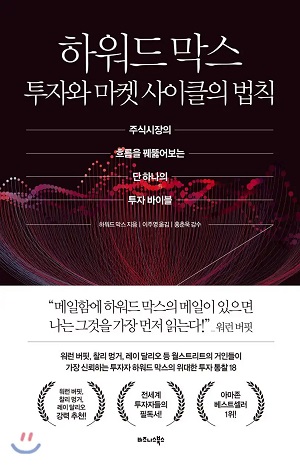 하워드 막스
투자와 마켓 사이클의 법칙
주식시장의
흐름을 꿰뚫어보는
단 하나의
투자 바이블
하워드 막스 지음 | 이주영 옮김 | 홍춘욱 감수
“메일함에 하워드 막스의 메일이 있으면
나는 그것을 가장 먼저 읽는다!”_워런 버핏
워런 버핏, 찰리 멍거, 레이 달리오 등 월스트리트의 거인들이
가장 신뢰하는 투자자 하워드 막스의 위대한 투자 통찰 18
워런 버핏,
찰리 멍거,
레이 달리오
강력 추천!
전세계
투자자들의
필독서!
아마존
베스트셀러
1위!
비즈니스북스
yes24